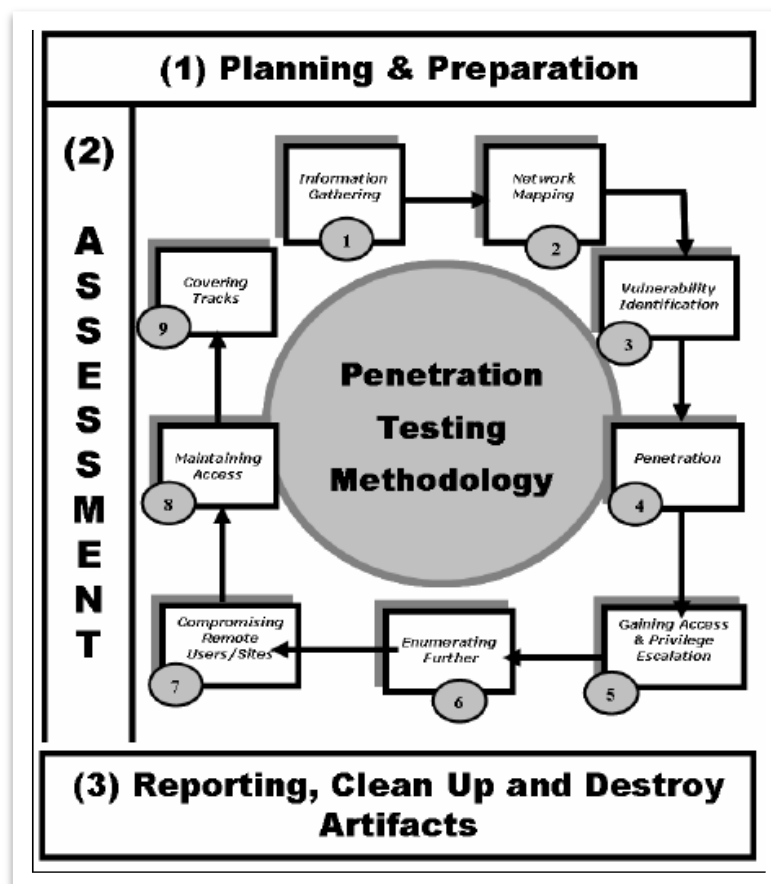 (1) Planning & Preparation
(2)
A
S
S
E
S
S
M
E
N
T
Information
Gathering
1
Network
Mapping
2
Vulnerability
Identification
3
Penetration
4
Gaining Access
& Privilege
Escalation
5
Enumerating
Further
6
Compromising
Remote
Users/Sites
7
Maintaining
Access
8
Covering
Tracks
9
Penetration
Testing
Methodology
(3) Reporting, Clean Up and Destroy
Artifacts